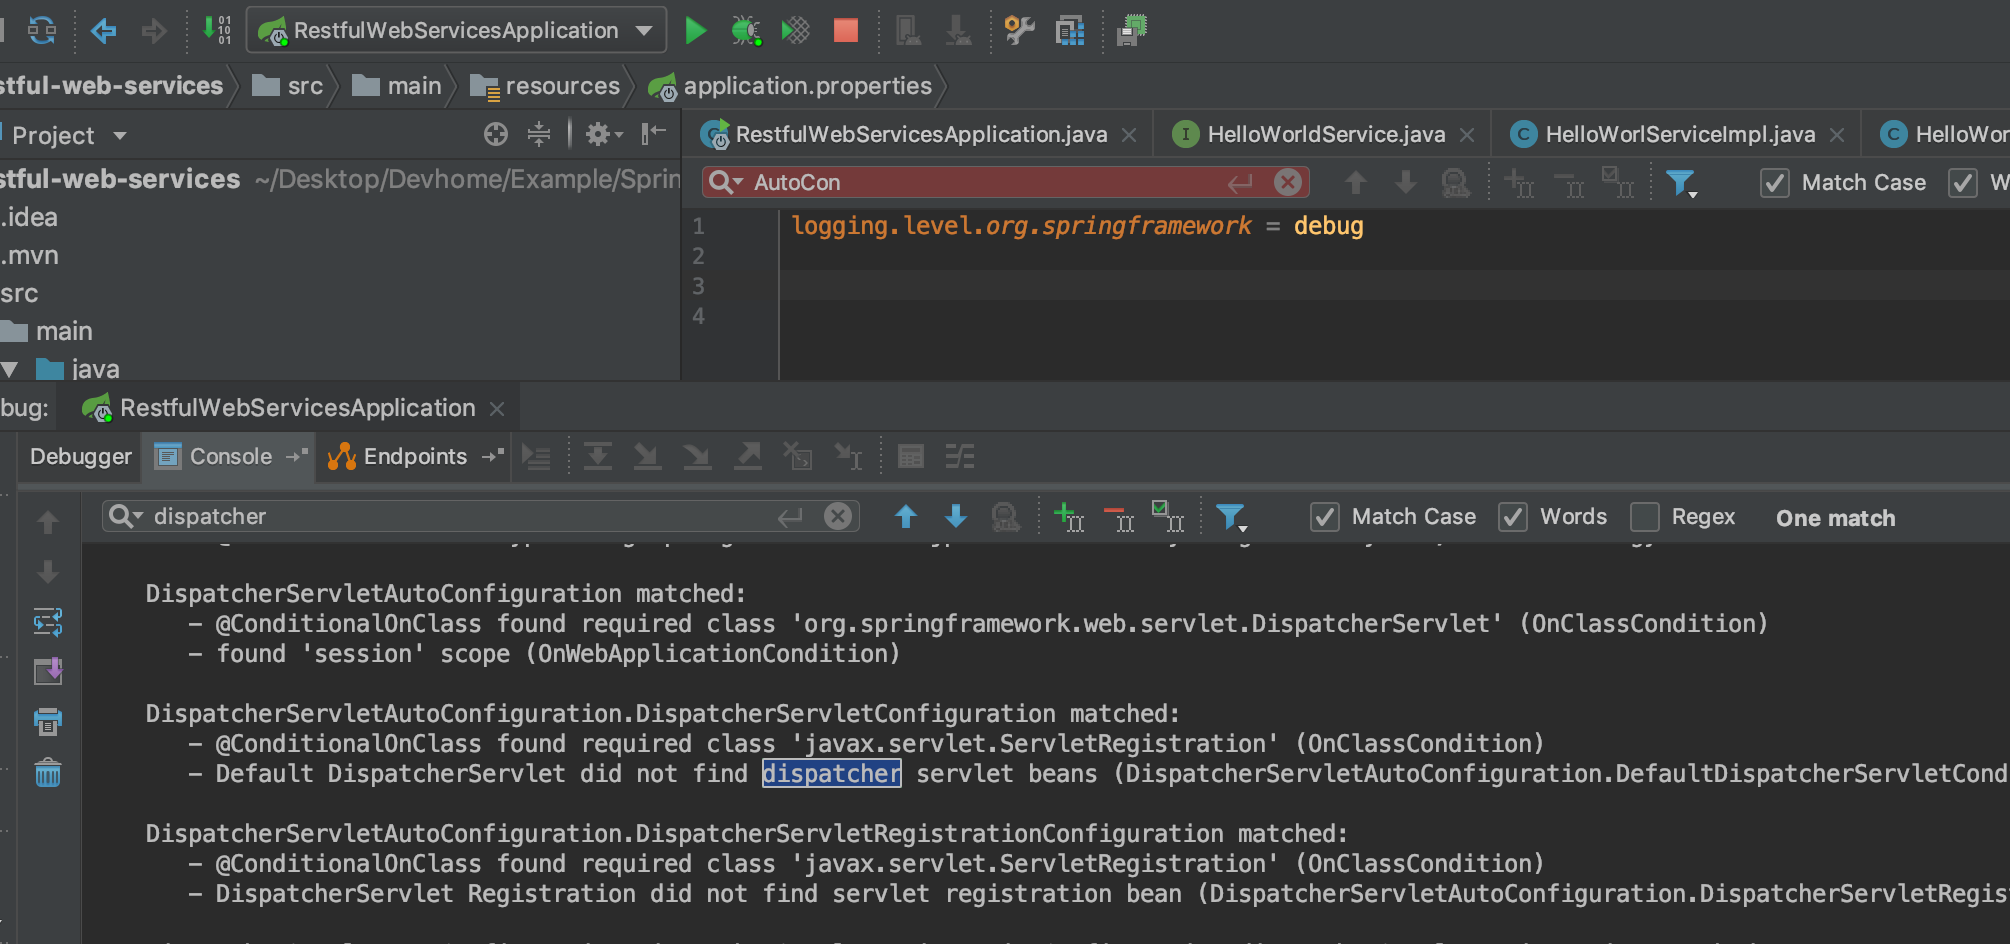 RestfulWebServicesApplication
stful-web-services src main resources application.properties
Project
RestfulWebServicesApplication.java HelloWorldService.java HelloWorlServiceImpl.java HelloWor
stful-web-services ~/Desktop/Devhome/Example/Sprin
AutoCon Match Case W
.idea
.mvn
src
main
java
1 logging.level.org.springframework = debug
2
3
4
bug: RestfulWebServicesApplication
Debugger Console Endpoints
dispatcher Match Case Words Regex One match
DispatcherServletAutoConfiguration matched:
- @ConditionalOnClass found required class 'org.springframework.web.servlet.DispatcherServlet' (OnClassCondition)
- found 'session' scope (OnWebApplicationCondition)
DispatcherServletAutoConfiguration.DispatcherServletConfiguration matched:
- @ConditionalOnClass found required class 'javax.servlet.ServletRegistration' (OnClassCondition)
- Default DispatcherServlet did not find dispatcher servlet beans (DispatcherServletAutoConfiguration.DefaultDispatcherServletCond
DispatcherServletAutoConfiguration.DispatcherServletRegistrationConfiguration matched:
- @ConditionalOnClass found required class 'javax.servlet.ServletRegistration' (OnClassCondition)
- DispatcherServlet Registration did not find servlet registration bean (DispatcherServletAutoConfiguration.DispatcherServletRegis